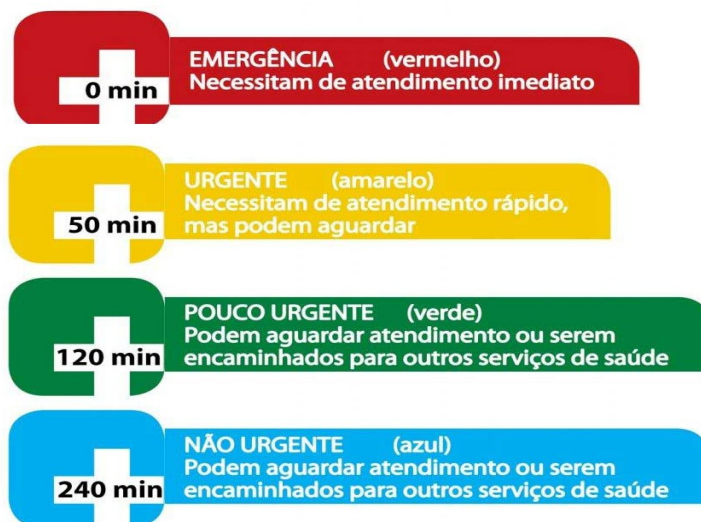 0 min
EMERGÊNCIA (vermelho)
Necessitam de atendimento imediato
50 min
URGENTE (amarelo)
Necessitam de atendimento rápido,
mas podem aguardar
120 min
POUCO URGENTE (verde)
Podem aguardar atendimento ou serem
encaminhados para outros serviços de saúde
240 min
NÃO URGENTE (azul)
Podem aguardar atendimento ou serem
encaminhados para outros serviços de saúde